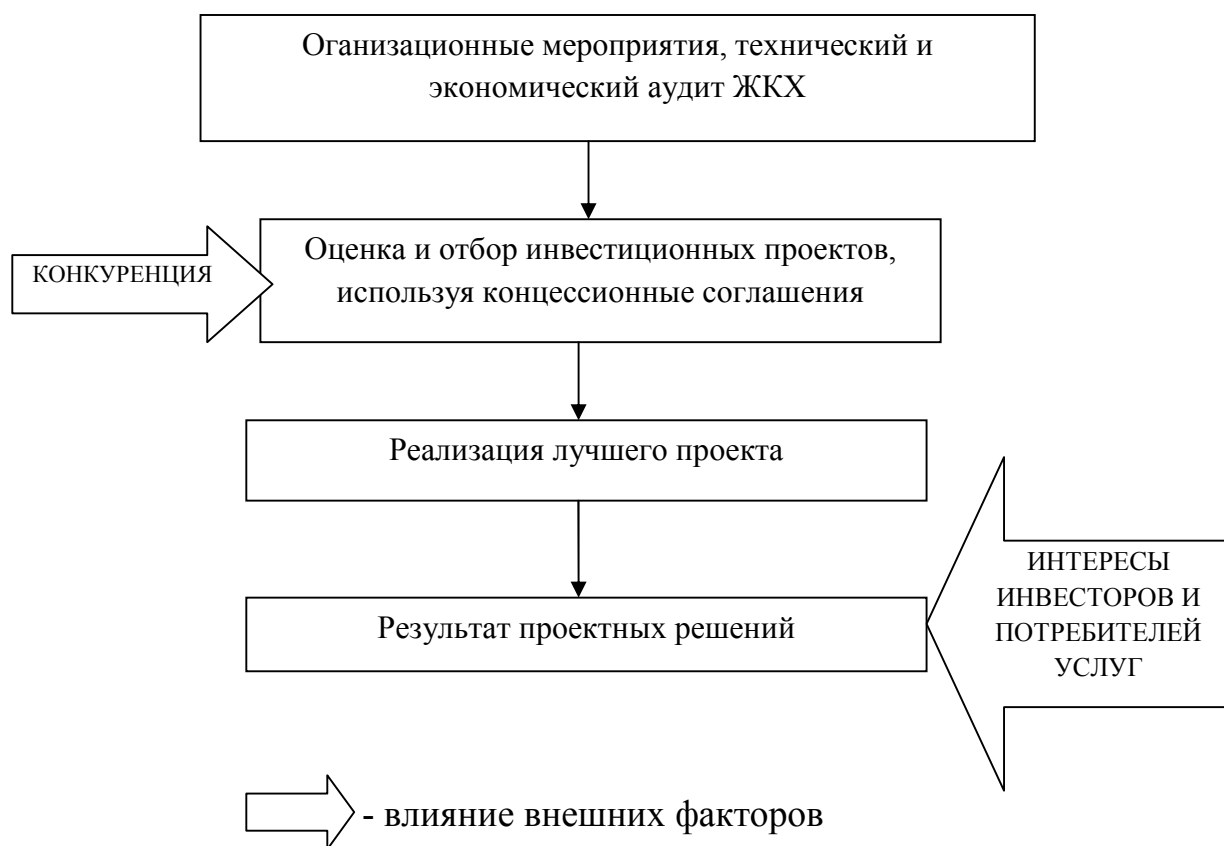 Оганизационные мероприятия, технический и
экономический аудит ЖКХ
КОНКУРЕНЦИЯ
Оценка и отбор инвестиционных проектов,
используя концессионные соглашения
Реализация лучшего проекта
Результат проектных решений
ИНТЕРЕСЫ
ИНВЕСТОРОВ И
ПОТРЕБИТЕЛЕЙ
УСЛУГ
- влияние внешних факторов